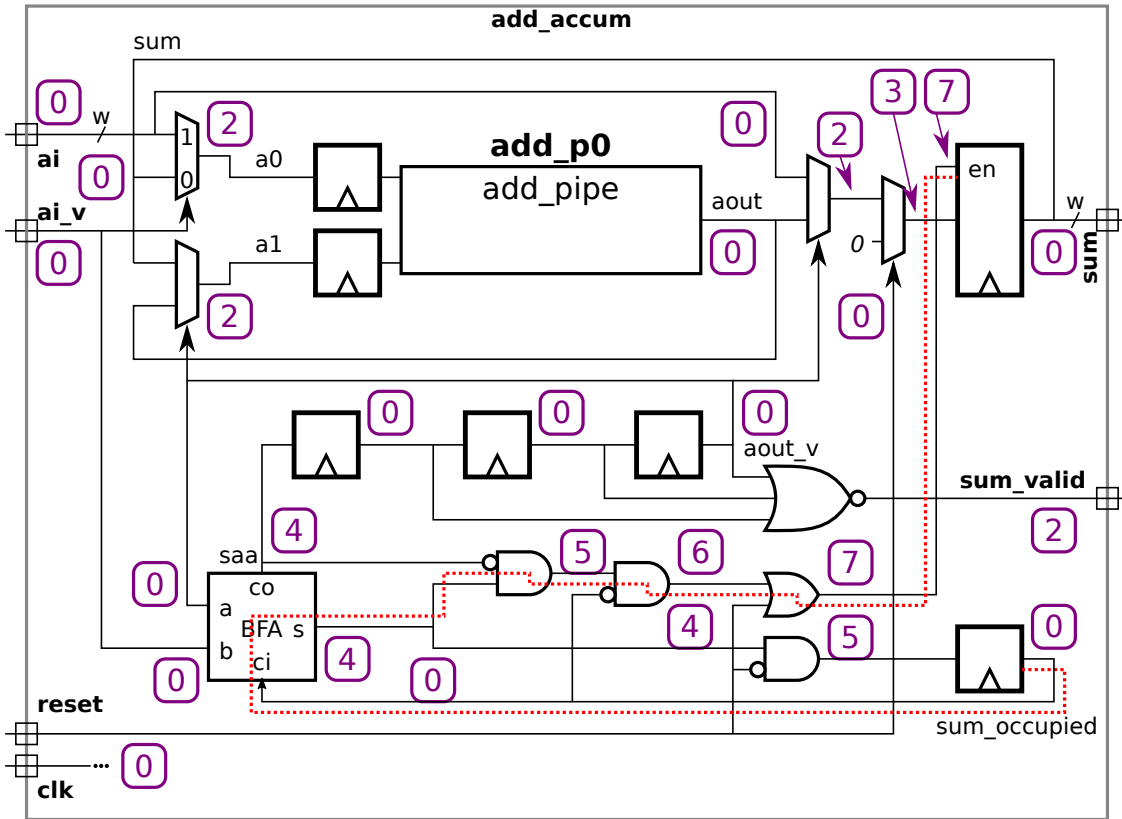 add_accum
sum
0
w
ai
0
2
1
0
a0
add_p0
add_pipe
0
2
3
7
en
ai_v
0
a1
2
aout
0
0
0
w
0
sum
0
0
0
aout_v
sum_valid
2
4
saa
5
6
7
0
co
a
BFA
s
b
ci
4
4
5
0
0
0
reset
sum_occupied
... 0
clk